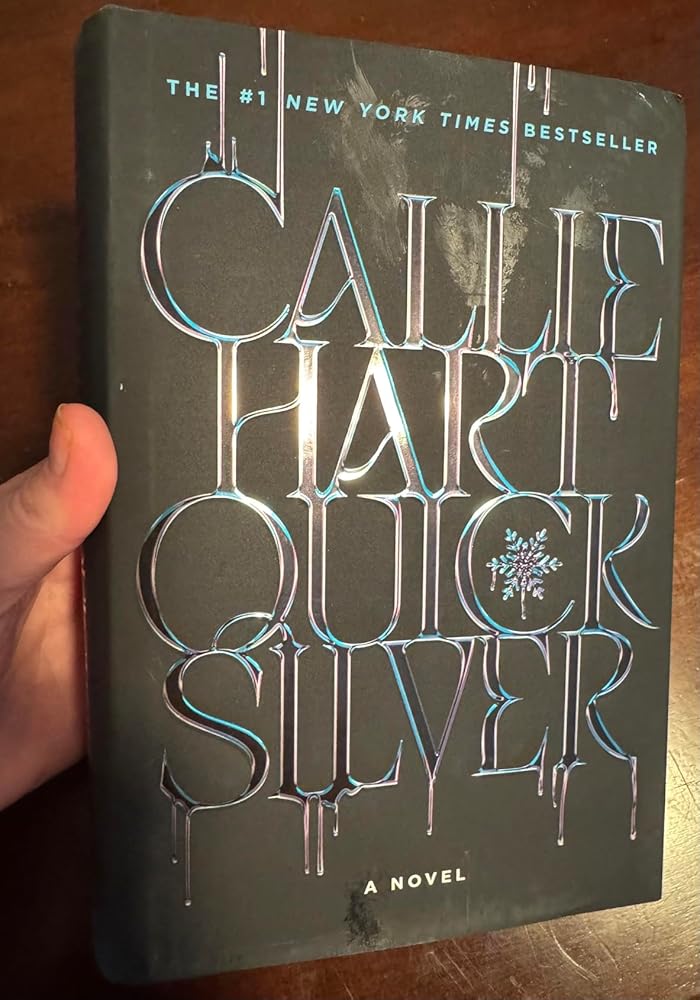 THE #1 NEW YORK TIMES BESTSELLER
CALLIE
HART
QUICK
SILVER
A NOVEL